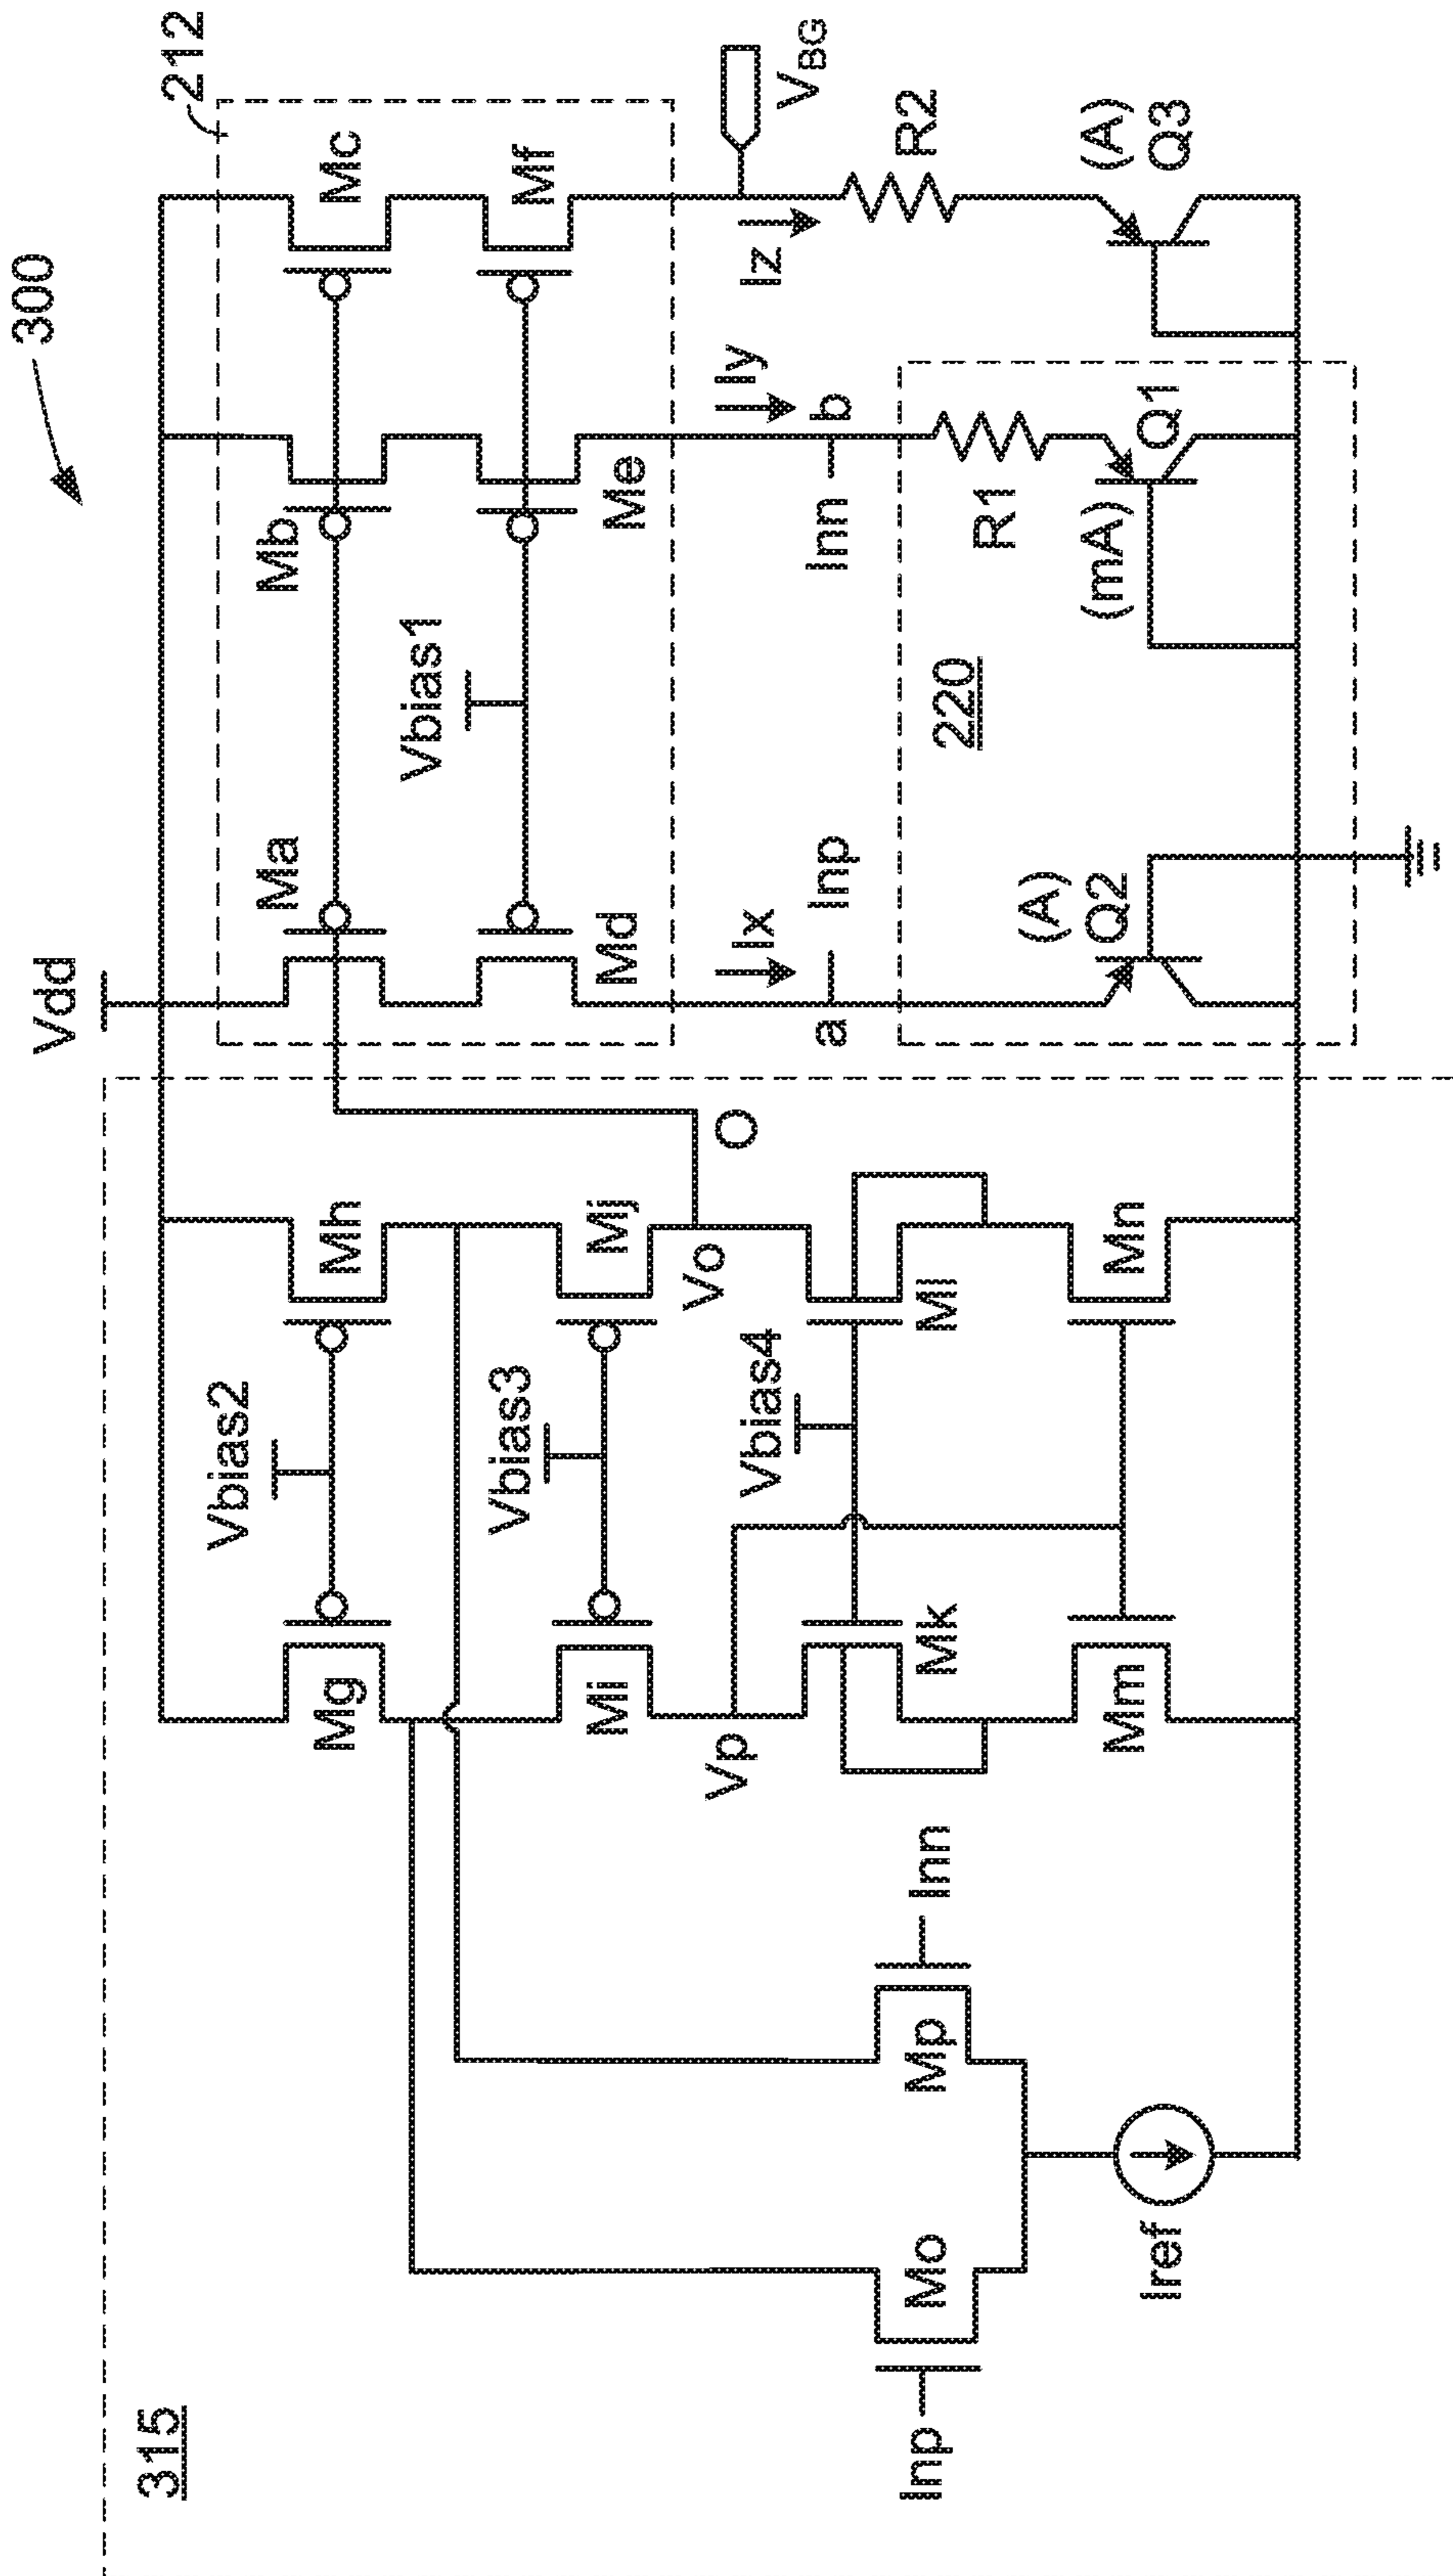 300
315
Vdd
212
Vbias2
Mg
Mh
Ma
Mb
Mc
Vbias3
Mi
Mj
Vbias1
Md
Me
Mf
Vp
Vo
O
Vbias4
Mk
Ml
Ix
Iy
Iz
VBG
a
Inp
Inn
b
R2
Inp
Mo
Mp
Inn
220
R1
(A)
Q2
(mA)
Q1
(A)
Q3
Iref
Mm
Mn